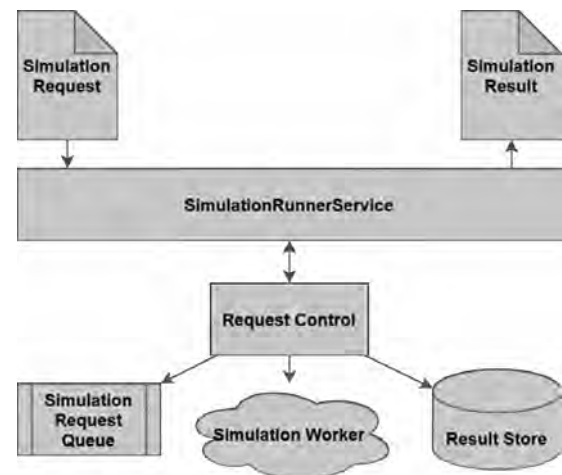 Simulation
Request
Simulation
Result
SimulationRunnerService
Request Control
Simulation
Request
Queue
Simulation Worker
Result Store